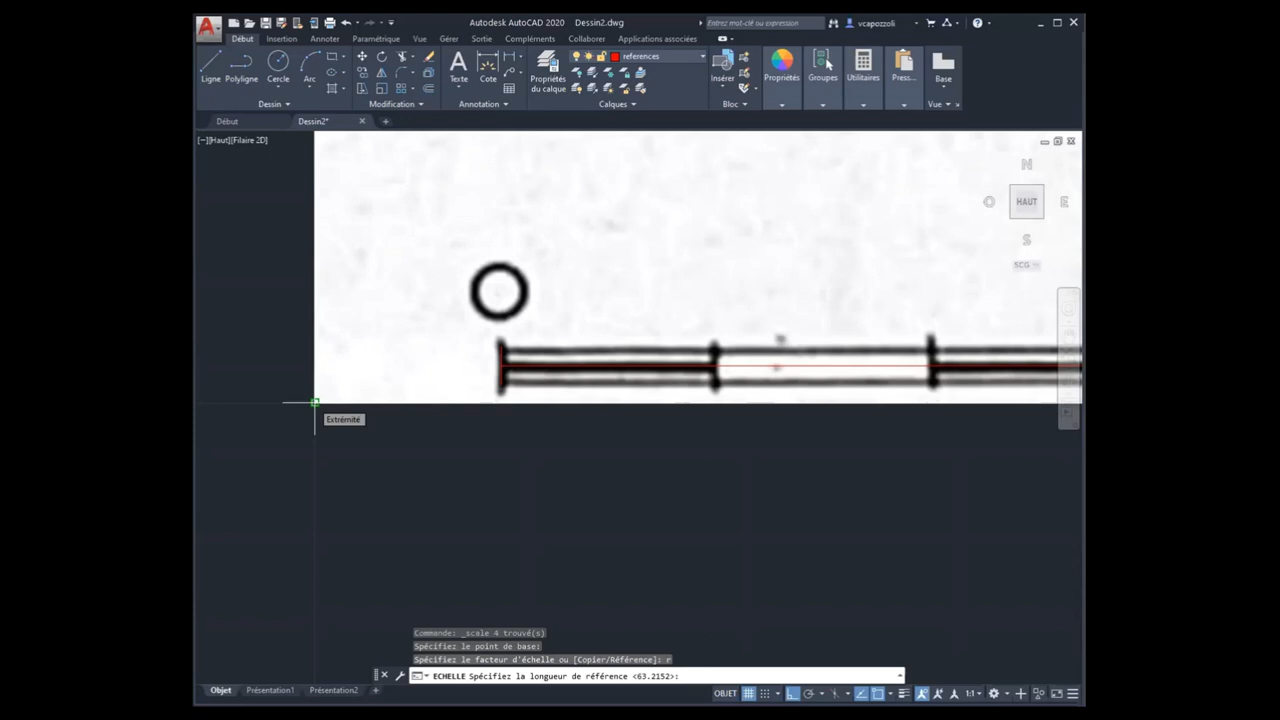 Autodesk AutoCAD 2020 Dessin2.dwg
Entrez mot-clé ou expression
vcapozzoli
Début Insertion Annoter Paramétrique Vue Gérer Sortie Compléments Collaborer Applications associées
references
Ligne Polyligne Cercle Arc
Texte Cote
Propriétés du calque
Insérer
Propriétés Groupes Utilitaires Press... Base
Dessin Modification Annotation Calques Bloc Vue
Début Dessin2*
[−][Haut][Filaire 2D]
N
O HAUT E
S
SCG
Extrémité
Commande: _scale 4 trouvé(s)
Spécifiez le point de base:
Spécifiez le facteur d'échelle ou [Copier/Référence]: r
ECHELLE Spécifiez la longueur de référence <63.2152>:
Objet Présentation1 Présentation2 +
OBJET 1:1